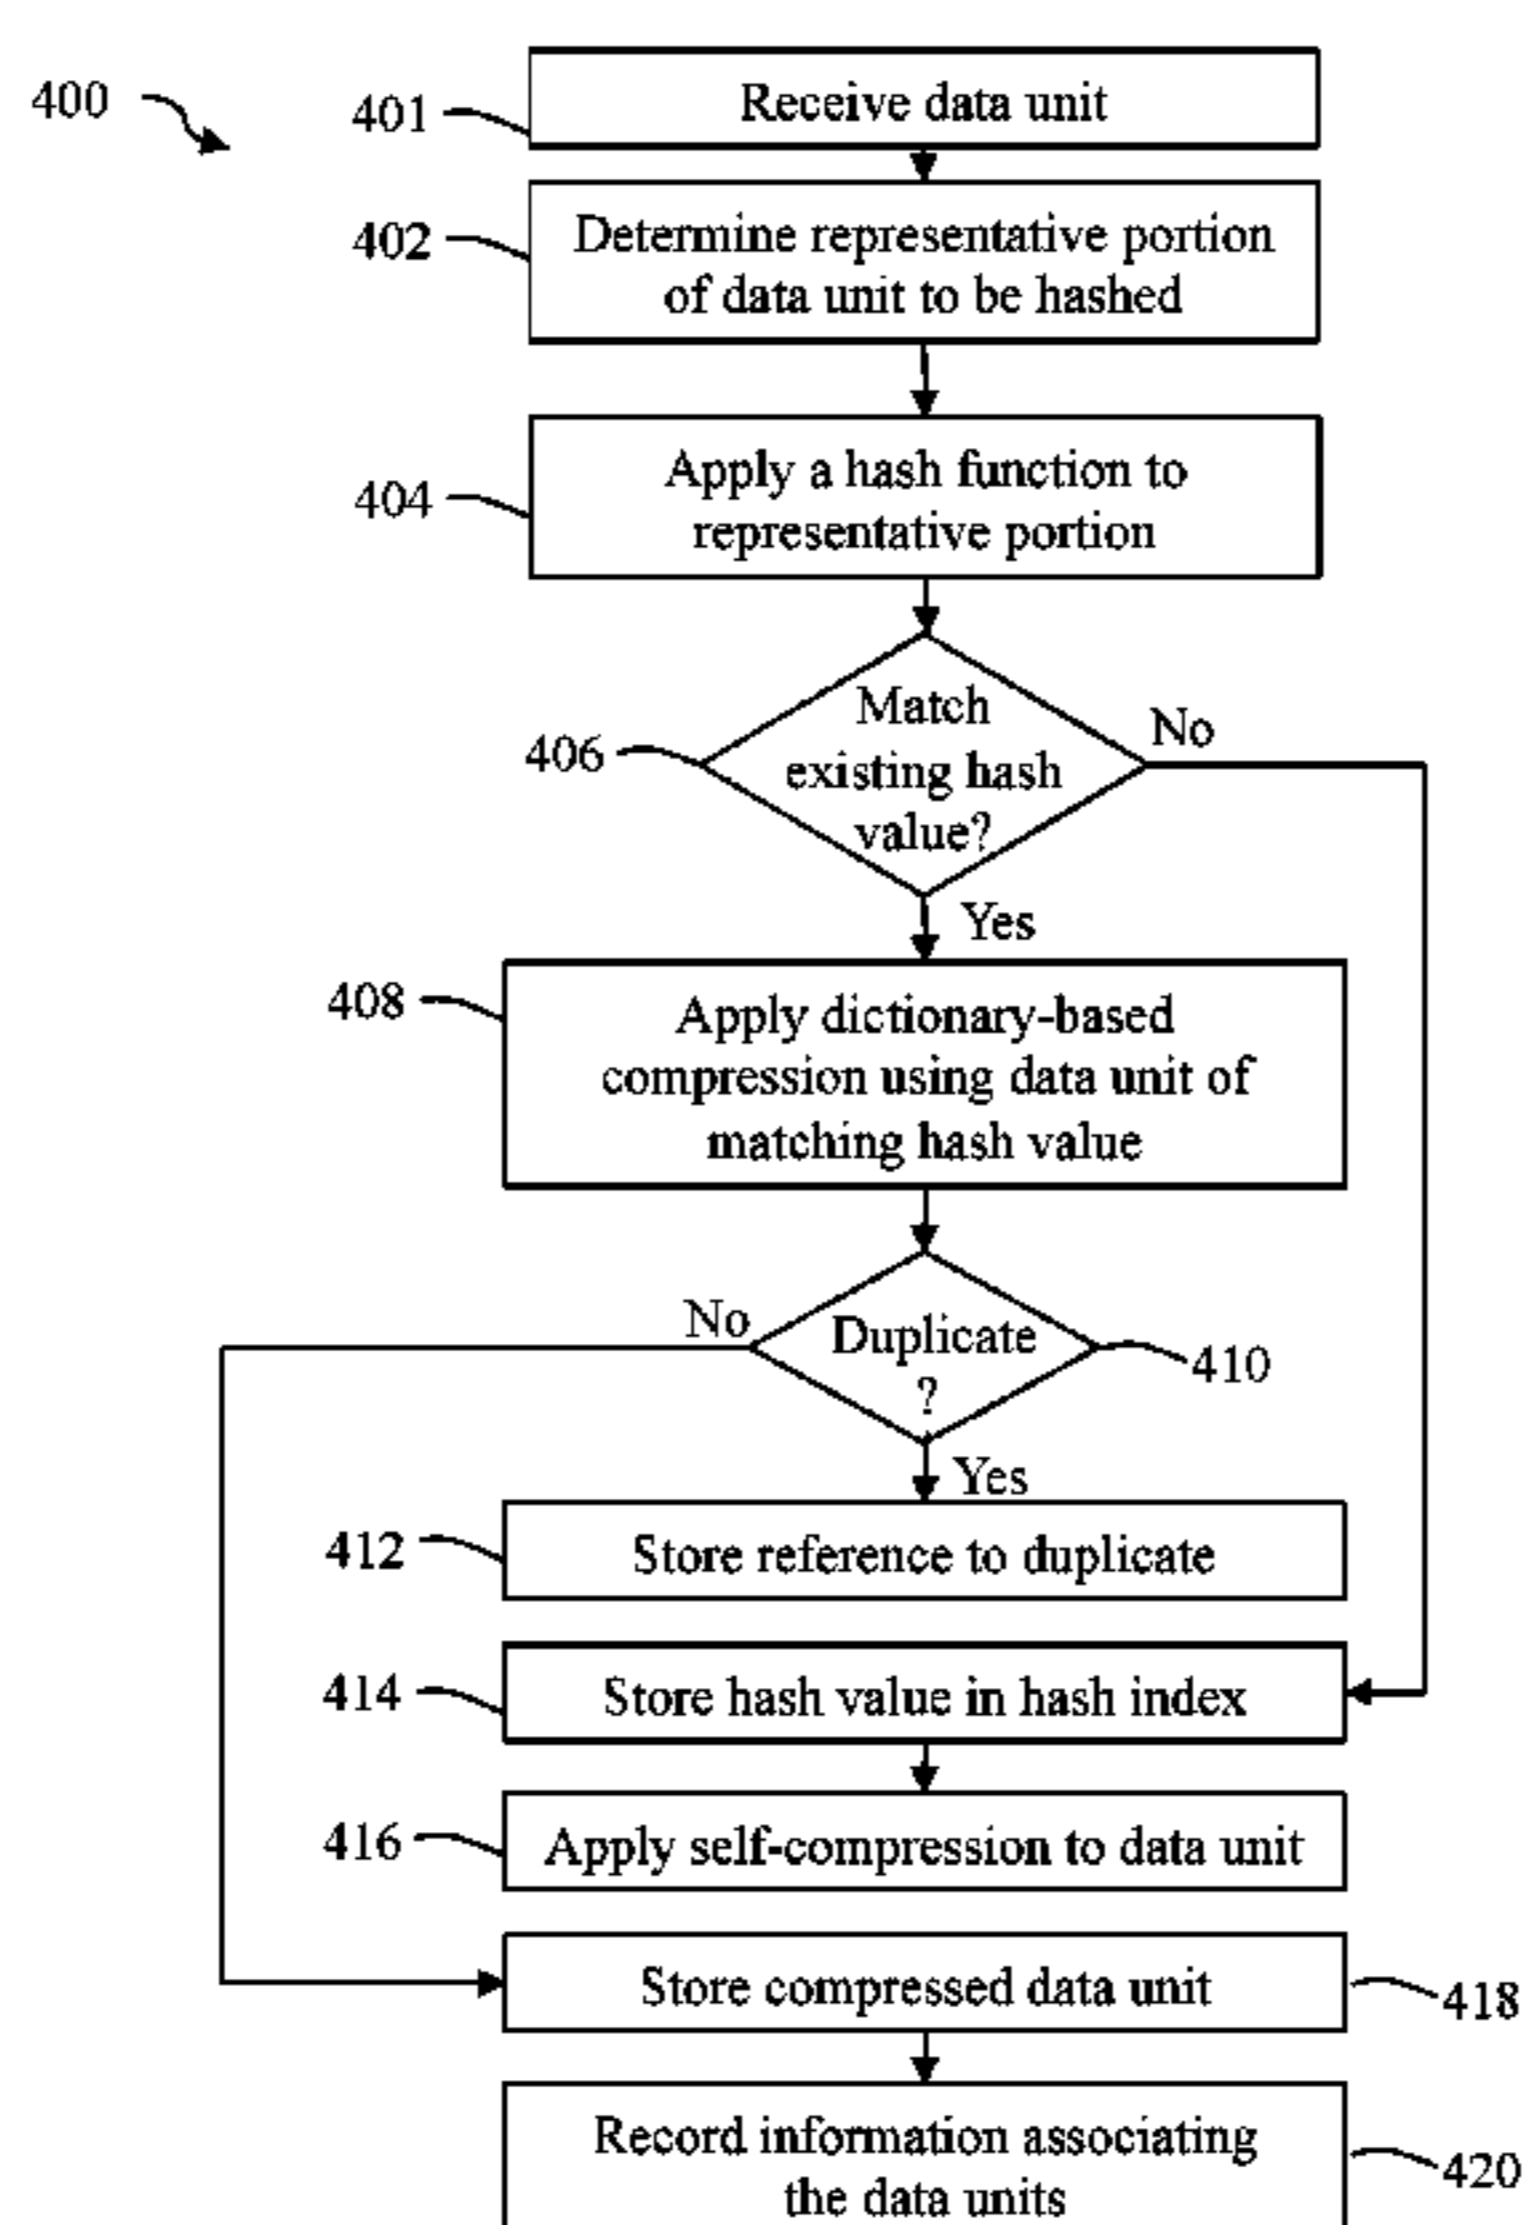 400
401
Receive data unit
402
Determine representative portion
of data unit to be hashed
404
Apply a hash function to
representative portion
406
Match
existing hash
value?
No
Yes
408
Apply dictionary-based
compression using data unit of
matching hash value
No
Duplicate
?
410
Yes
412
Store reference to duplicate
414
Store hash value in hash index
416
Apply self-compression to data unit
Store compressed data unit
418
Record information associating
the data units
420